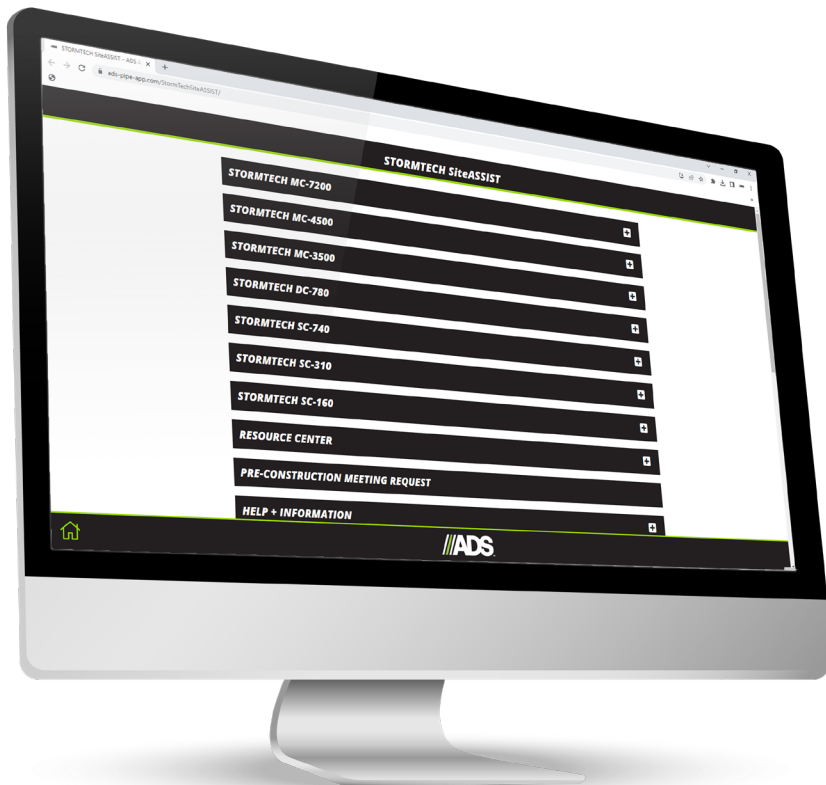 STORMTECH SiteASSIST - ADS
ads-pipe-app.com/StormTechSiteASSIST/
STORMTECH SiteASSIST
STORMTECH MC-7200
STORMTECH MC-4500
STORMTECH MC-3500
STORMTECH DC-780
STORMTECH SC-740
STORMTECH SC-310
STORMTECH SC-160
RESOURCE CENTER
PRE-CONSTRUCTION MEETING REQUEST
HELP + INFORMATION
ADS